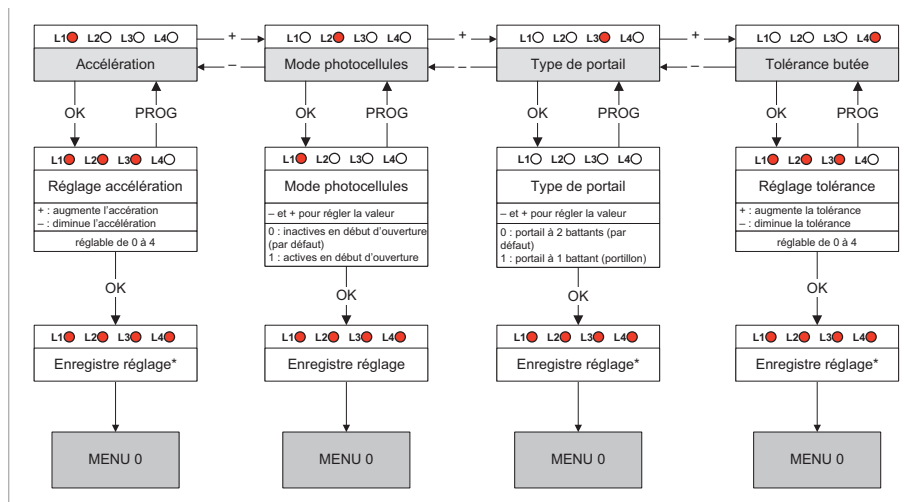 L1 L2 L3 L4
Accélération
+
–
L1 L2 L3 L4
Mode photocellules
+
–
L1 L2 L3 L4
Type de portail
+
–
L1 L2 L3 L4
Tolérance butée
OK
PROG
OK
PROG
OK
PROG
OK
PROG
L1 L2 L3 L4
Réglage accélération
+ : augmente l'accération
– : diminue l'accélération
réglable de 0 à 4
L1 L2 L3 L4
Mode photocellules
– et + pour régler la valeur
0 : inactives en début d'ouverture
(par défaut)
1 : actives en début d'ouverture
L1 L2 L3 L4
Type de portail
– et + pour régler la valeur
0 : portail à 2 battants (par
défaut)
1 : portail à 1 battant (portillon)
L1 L2 L3 L4
Réglage tolérance
+ : augmente la tolérance
– : diminue la tolérance
réglable de 0 à 4
OK
OK
OK
OK
L1 L2 L3 L4
Enregistre réglage*
L1 L2 L3 L4
Enregistre réglage
L1 L2 L3 L4
Enregistre réglage*
L1 L2 L3 L4
Enregistre réglage*
MENU 0
MENU 0
MENU 0
MENU 0